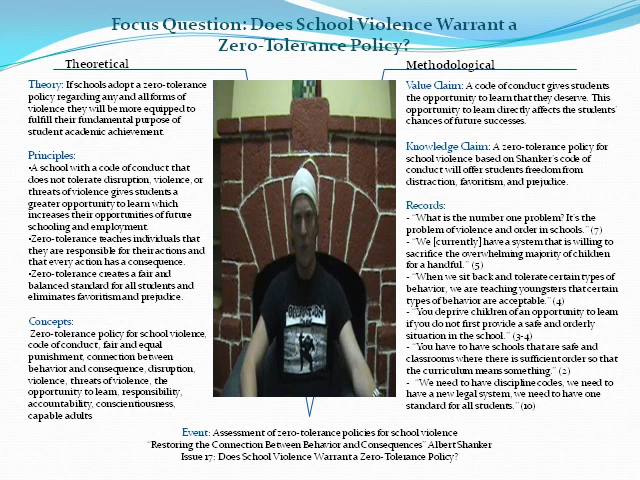 Focus Question: Does School Violence Warrant a
Zero-Tolerance Policy?
Theoretical
Theory: If schools adopt a zero-tolerance
policy regarding any and all forms of
violence they will be more equipped to
fulfill their fundamental purpose of
student academic achievement.
Principles:
•A school with a code of conduct that
does not tolerate disruption, violence, or
threats of violence gives students a
greater opportunity to learn which
increases their opportunities of future
schooling and employment.
•Zero-tolerance teaches individuals that
they are responsible for their actions and
that every action has a consequence.
•Zero-tolerance creates a fair and
balanced standard for all students and
eliminates favoritism and prejudice.
Concepts:
Zero-tolerance policy for school violence,
code of conduct, fair and equal
punishment, connection between
behavior and consequence, disruption,
violence, threats of violence, the
opportunity to learn, responsibility,
accountability, conscientiousness,
capable adults
Methodological
Value Claim: A code of conduct gives students
the opportunity to learn that they deserve. This
opportunity to learn directly affects the students’
chances of future successes.
Knowledge Claim: A zero-tolerance policy for
school violence based on Shanker’s code of
conduct will offer students freedom from
distraction, favoritism, and prejudice.
Records:
- “What is the number one problem? It’s the
problem of violence and order in schools.” (7)
- “We [currently] have a system that is willing to
sacrifice the overwhelming majority of children
for a handful.” (5)
- “When we sit back and tolerate certain types of
behavior, we are teaching youngsters that certain
types of behavior are acceptable.” (4)
- “You deprive children of an opportunity to learn
if you do not first provide a safe and orderly
situation in the school.” (3-4)
- “You have to have schools that are safe and
classrooms where there is sufficient order so that
the curriculum means something.” (2)
- “We need to have discipline codes, we need to
have a new legal system, we need to have one
standard for all students.” (10)
Event: Assessment of zero-tolerance policies for school violence
“Restoring the Connection Between Behavior and Consequences” Albert Shanker
Issue 17: Does School Violence Warrant a Zero-Tolerance Policy?